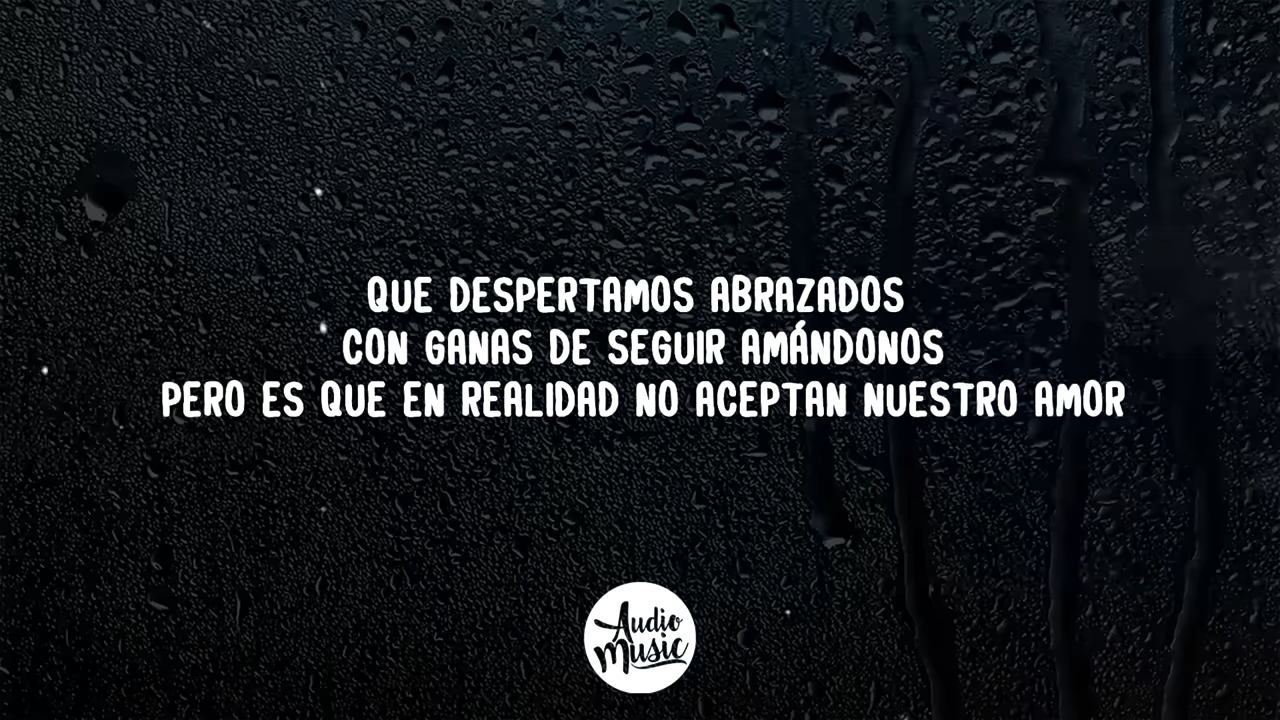 QUE DESPERTAMOS ABRAZADOS
CON GANAS DE SEGUIR AMÁNDONOS
PERO ES QUE EN REALIDAD NO ACEPTAN NUESTRO AMOR
Audio
Music